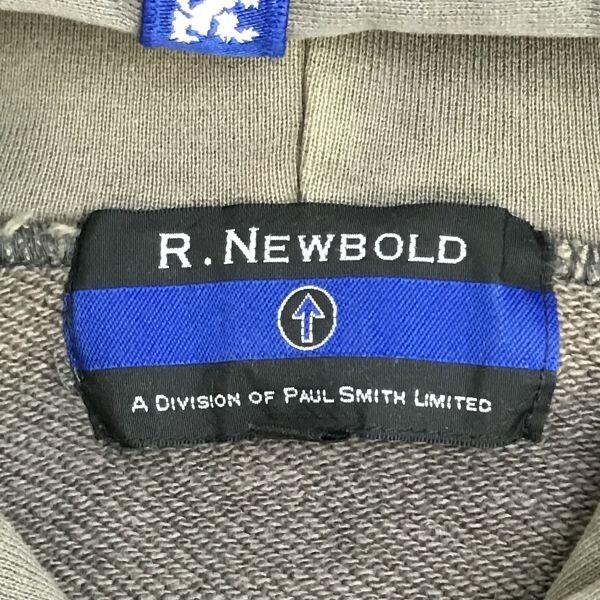 R. NEWBOLD
A DIVISION OF PAUL SMITH LIMITED